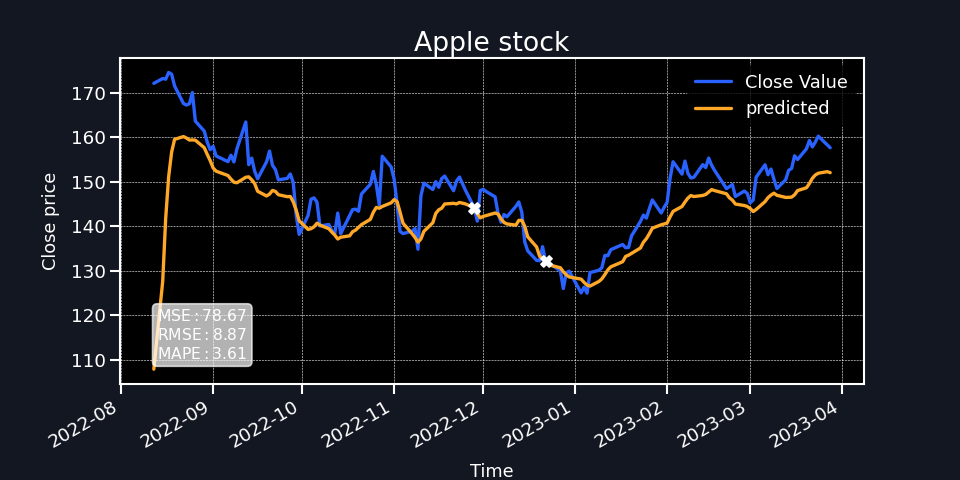 Apple stock
Close Value
predicted
Close price
170
160
150
140
130
120
110
MSE:78.67
RMSE:8.87
MAPE:3.61
2022-08
2022-09
2022-10
2022-11
2022-12
2023-01
2023-02
2023-03
2023-04
Time